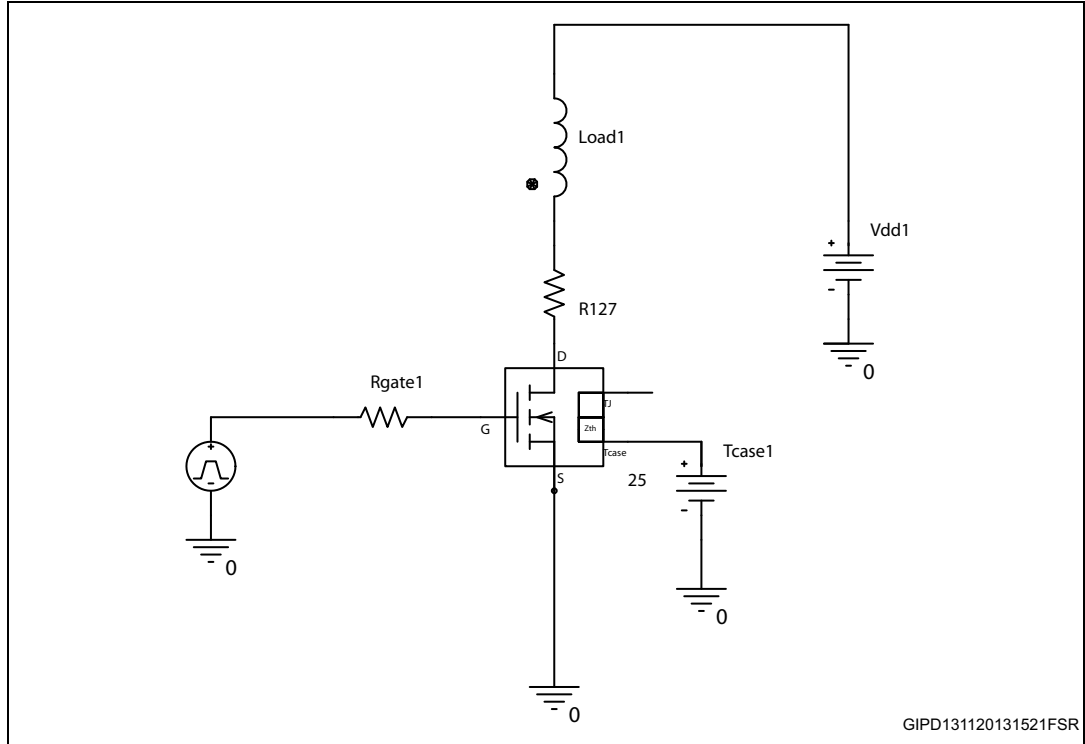 Load1
+
Vdd1
-
0
R127
D
Rgate1
G
TJ
Zth
Tcase
S
25
+
Tcase1
-
0
+
-
0
0
GIPD131120131521FSR